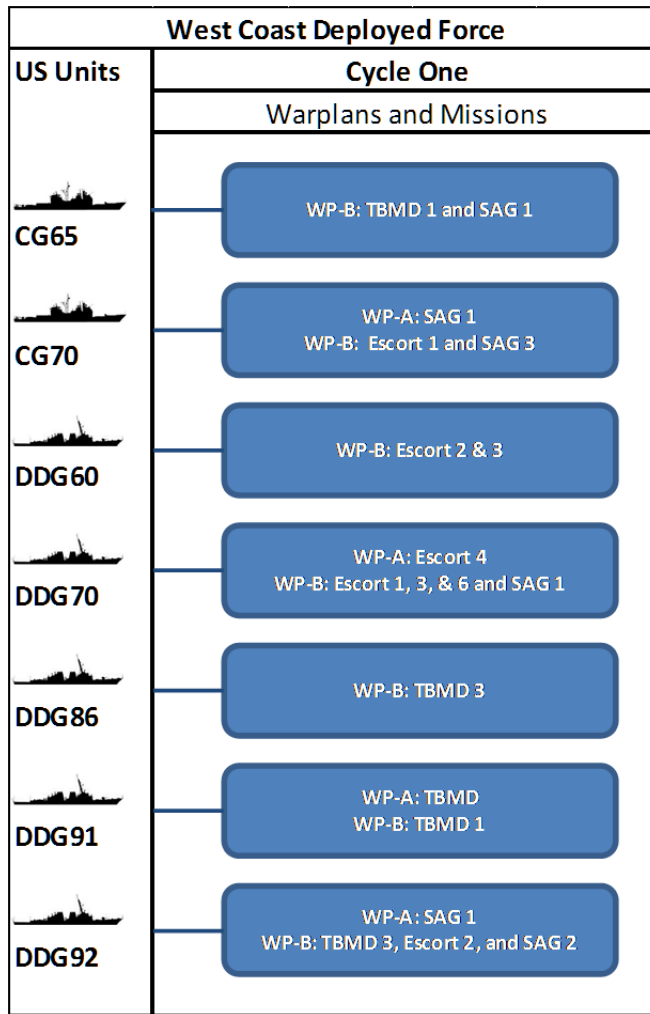 West Coast Deployed Force
US Units
Cycle One
Warplans and Missions
CG65
WP-B: TBMD 1 and SAG 1
CG70
WP-A: SAG 1
WP-B: Escort 1 and SAG 3
DDG60
WP-B: Escort 2 & 3
DDG70
WP-A: Escort 4
WP-B: Escort 1, 3, & 6 and SAG 1
DDG86
WP-B: TBMD 3
DDG91
WP-A: TBMD
WP-B: TBMD 1
DDG92
WP-A: SAG 1
WP-B: TBMD 3, Escort 2, and SAG 2